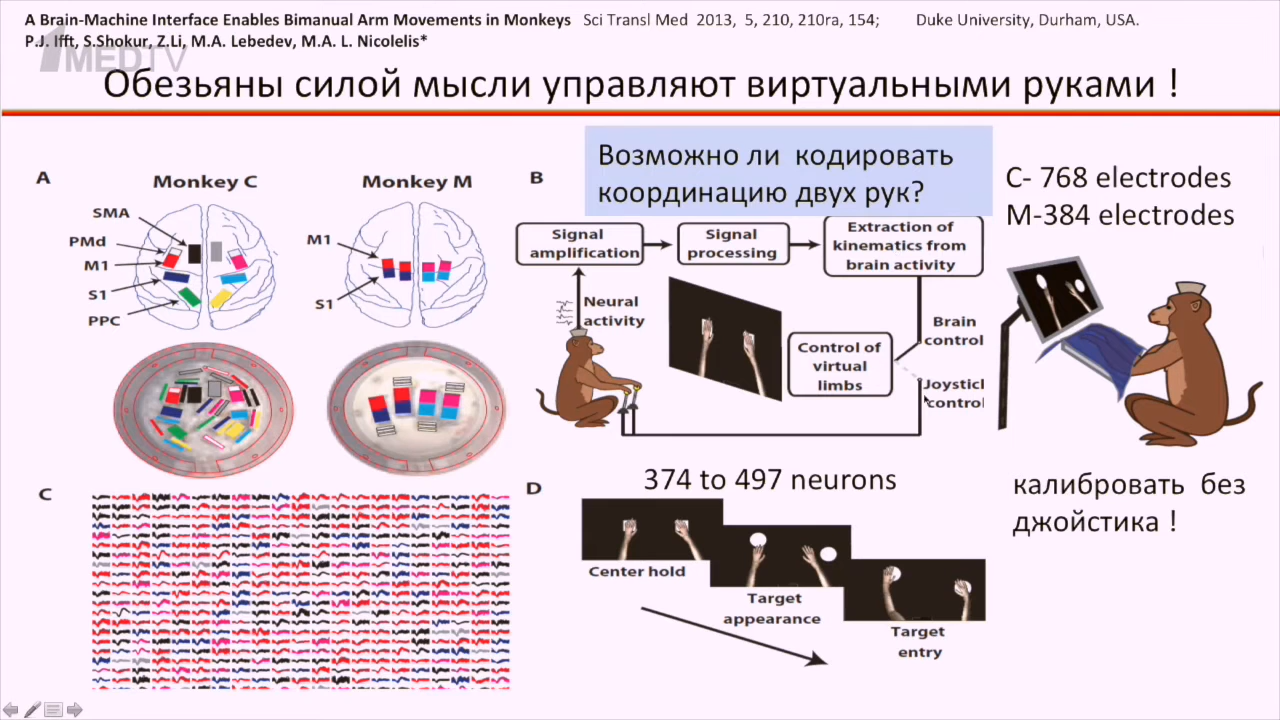 A Brain-Machine Interface Enables Bimanual Arm Movements in Monkeys Sci Transl Med 2013, 5, 210, 210ra, 154; Duke University, Durham, USA.
P.J. Ifft, S.Shokur, Z.Li, M.A. Lebedev, M.A. L. Nicolelis*
1MEDTV
Обезьяны силой мысли управляют виртуальными руками !
A
Monkey C
Monkey M
SMA
PMd
M1
S1
PPC
M1
S1
B
Возможно ли кодировать
координацию двух рук?
C- 768 electrodes
M-384 electrodes
Signal
amplification
Signal
processing
Extraction of
kinematics from
brain activity
Neural
activity
Control of
virtual
limbs
Brain
control
Joysticl
control
C
D
374 to 497 neurons
калибровать без
джойстика !
Center hold
Target
appearance
Target
entry